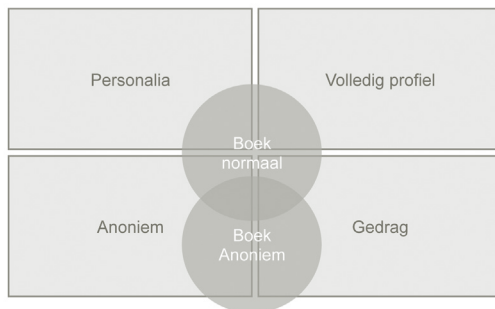 Personalia
Volledig profiel
Boek
normaal
Anoniem
Gedrag
Boek
Anoniem